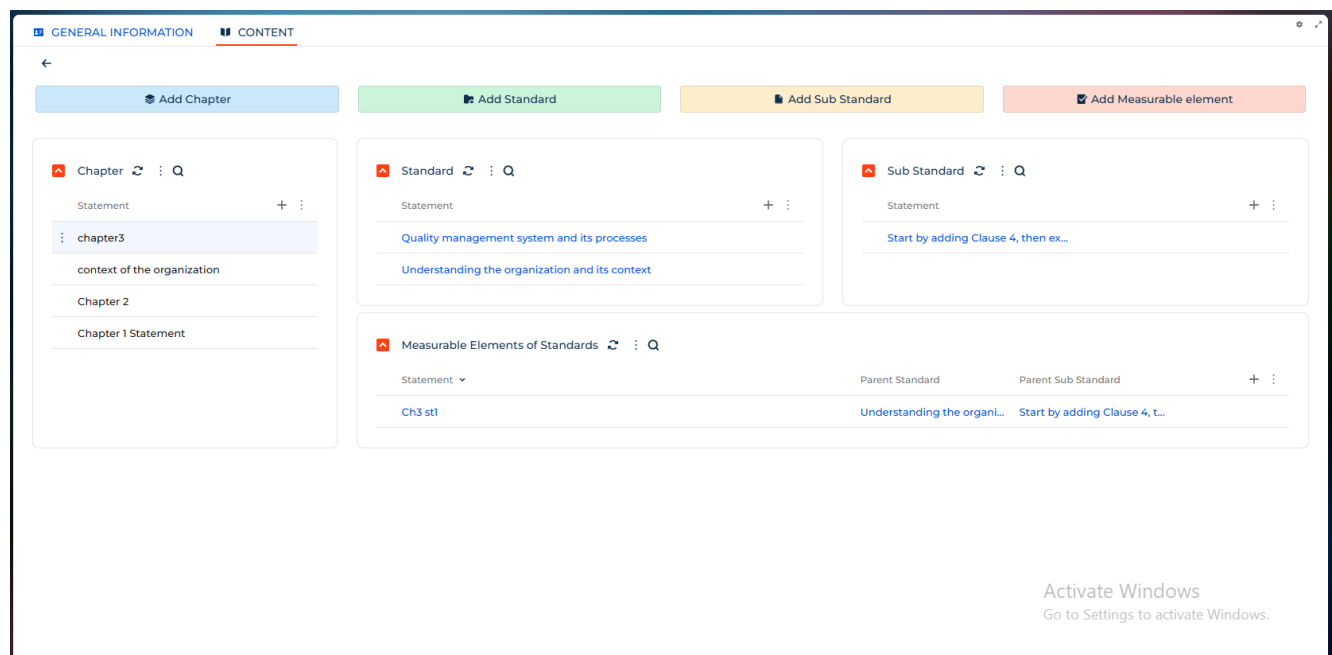 GENERAL INFORMATION CONTENT
Add Chapter Add Standard Add Sub Standard Add Measurable element
Chapter
Statement
chapter3
context of the organization
Chapter 2
Chapter 1 Statement
Standard
Statement
Quality management system and its processes
Understanding the organization and its context
Sub Standard
Statement
Start by adding Clause 4, then ex...
Measurable Elements of Standards
Statement Parent Standard Parent Sub Standard
Ch3 st1 Understanding the organi... Start by adding Clause 4, t...
Activate Windows
Go to Settings to activate Windows.